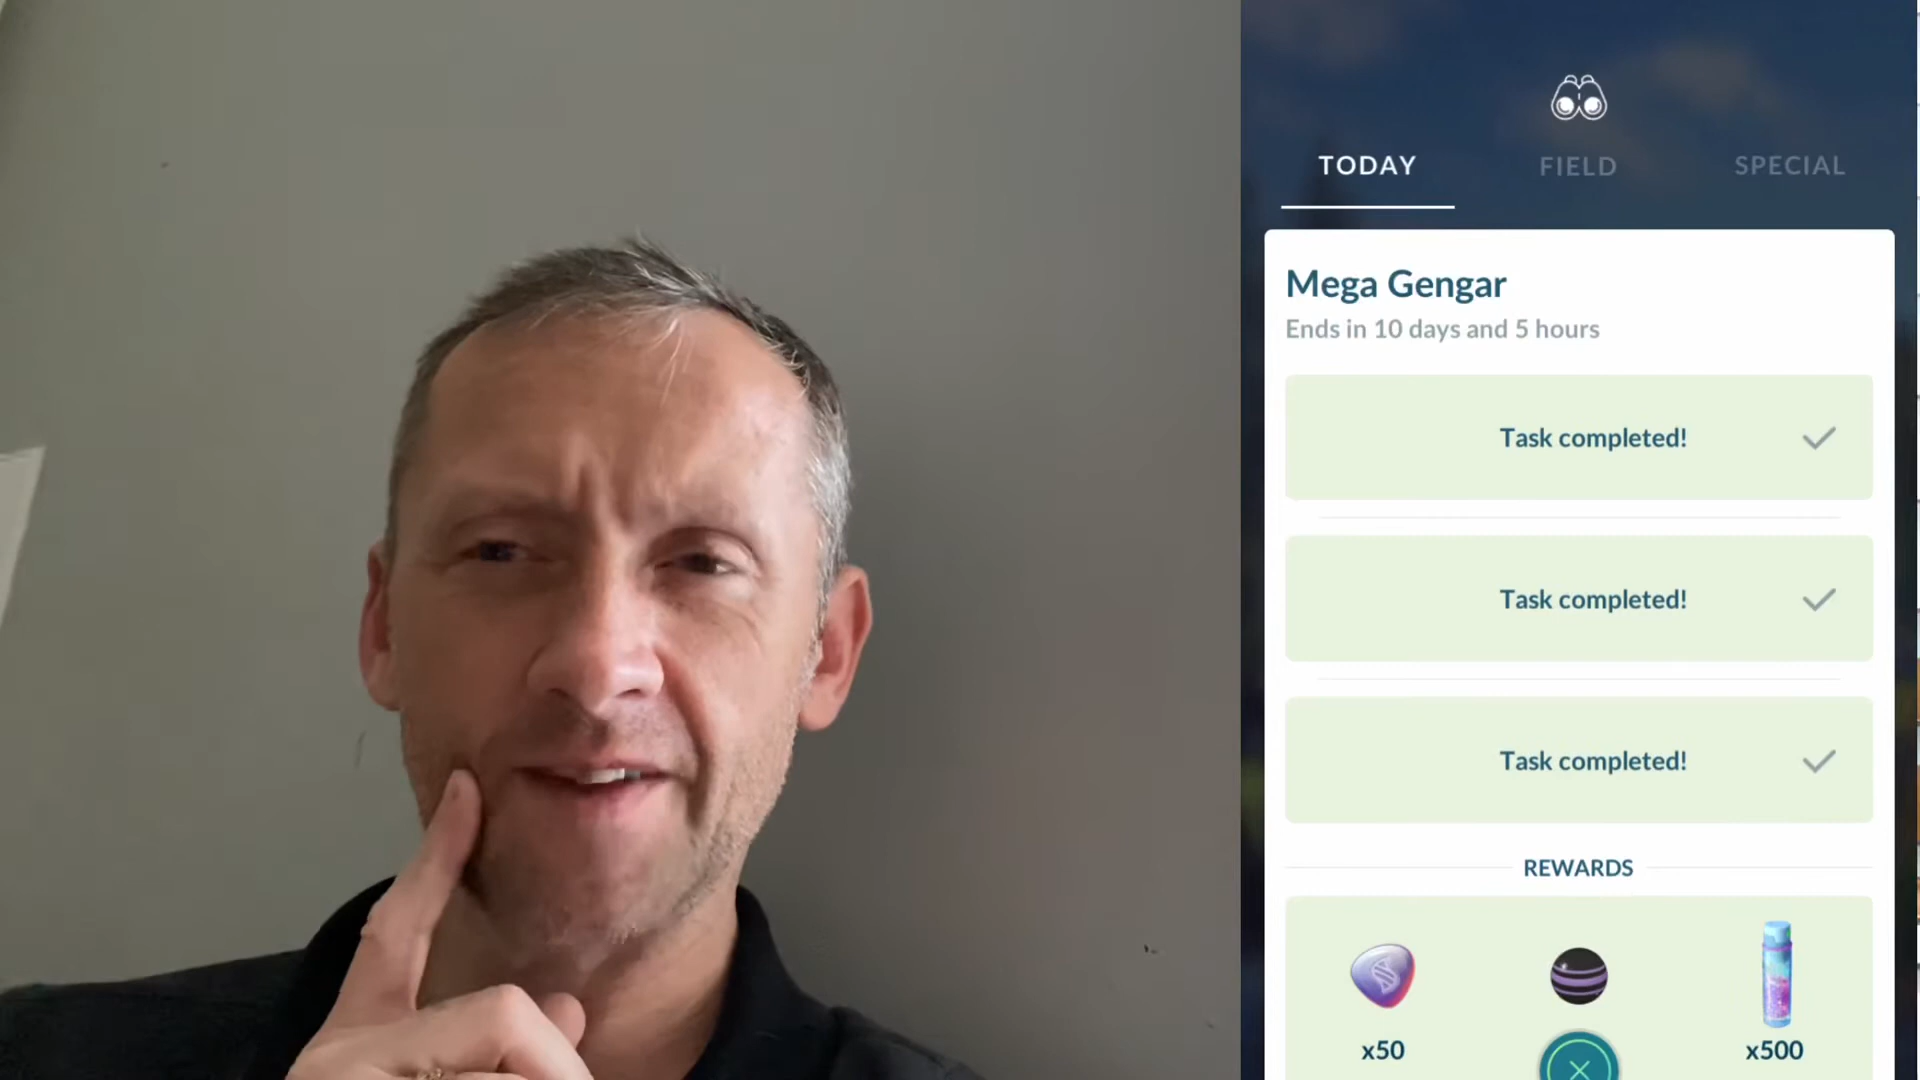 TODAY
FIELD
SPECIAL
Mega Gengar
Ends in 10 days and 5 hours
Task completed!
Task completed!
Task completed!
REWARDS
x50
x500